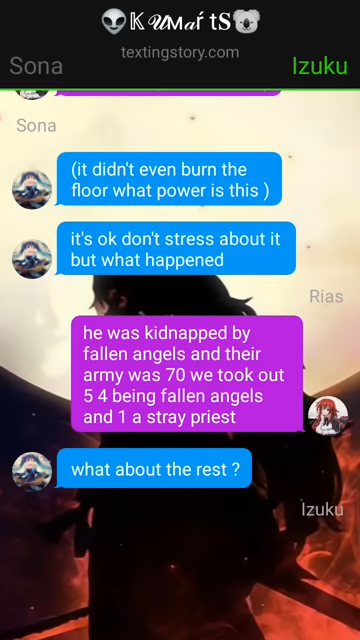 👽𝕂 𝓤мαŕ t𝐒🐨
textingstory.com
Sona Izuku
Sona
(it didn't even burn the
floor what power is this )
it's ok don't stress about it
but what happened
Rias
he was kidnapped by
fallen angels and their
army was 70 we took out
5 4 being fallen angels
and 1 a stray priest
what about the rest ?
Izuku